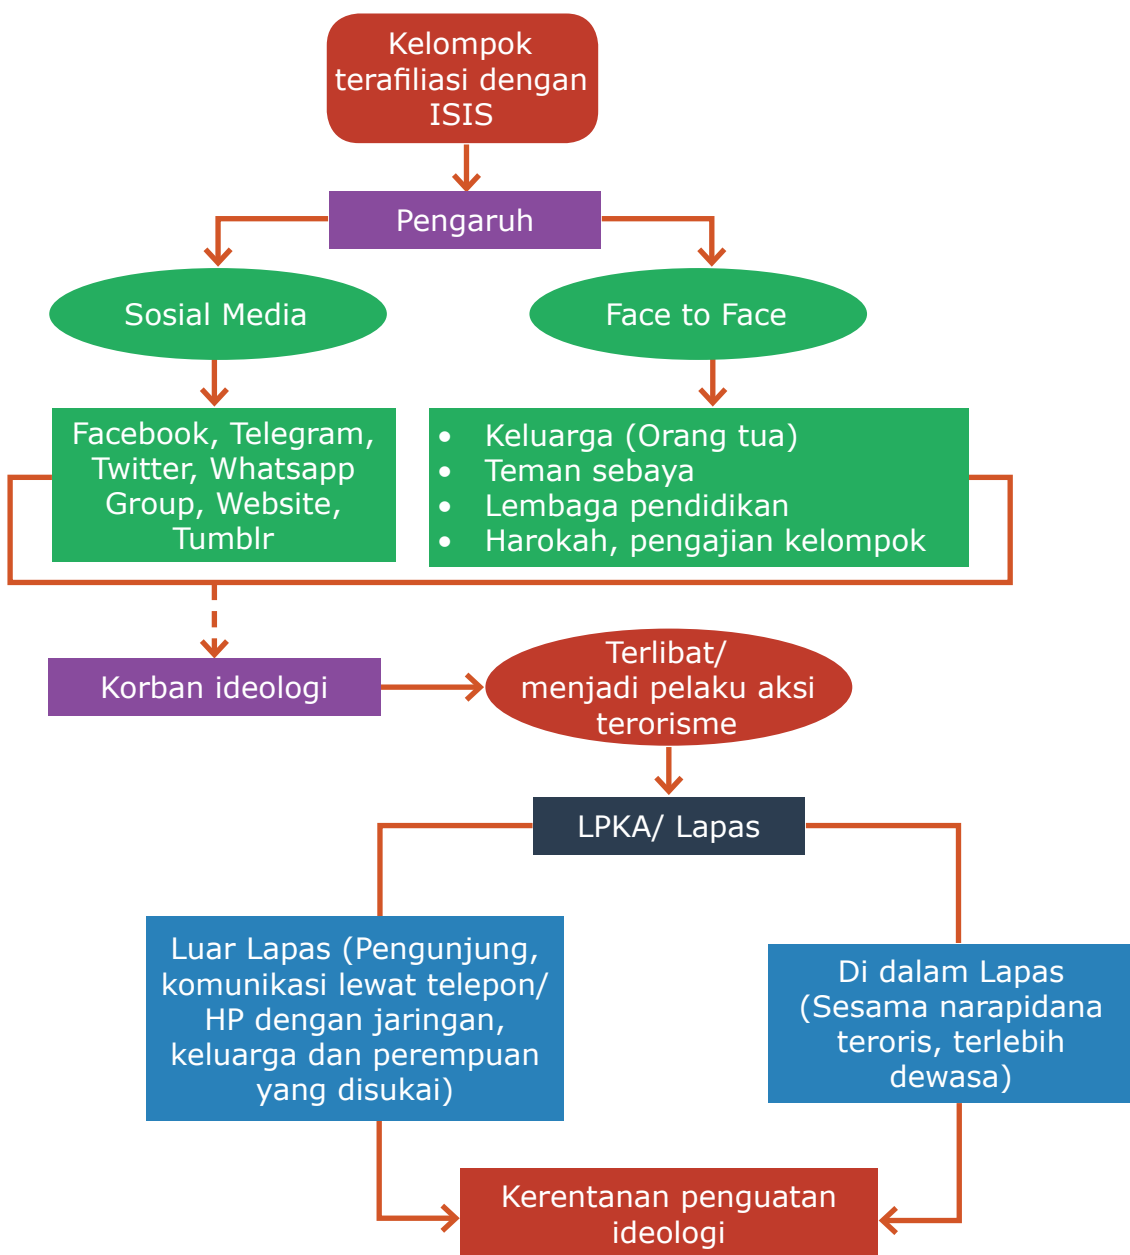 Kelompok
terafiliasi dengan
ISIS
Pengaruh
Sosial Media
Face to Face
Facebook, Telegram,
Twitter, Whatsapp
Group, Website,
Tumblr
• Keluarga (Orang tua)
• Teman sebaya
• Lembaga pendidikan
• Harokah, pengajian kelompok
Korban ideologi
Terlibat/
menjadi pelaku aksi
terorisme
LPKA/ Lapas
Luar Lapas (Pengunjung,
komunikasi lewat telepon/
HP dengan jaringan,
keluarga dan perempuan
yang disukai)
Di dalam Lapas
(Sesama narapidana
teroris, terlebih
dewasa)
Kerentanan penguatan
ideologi